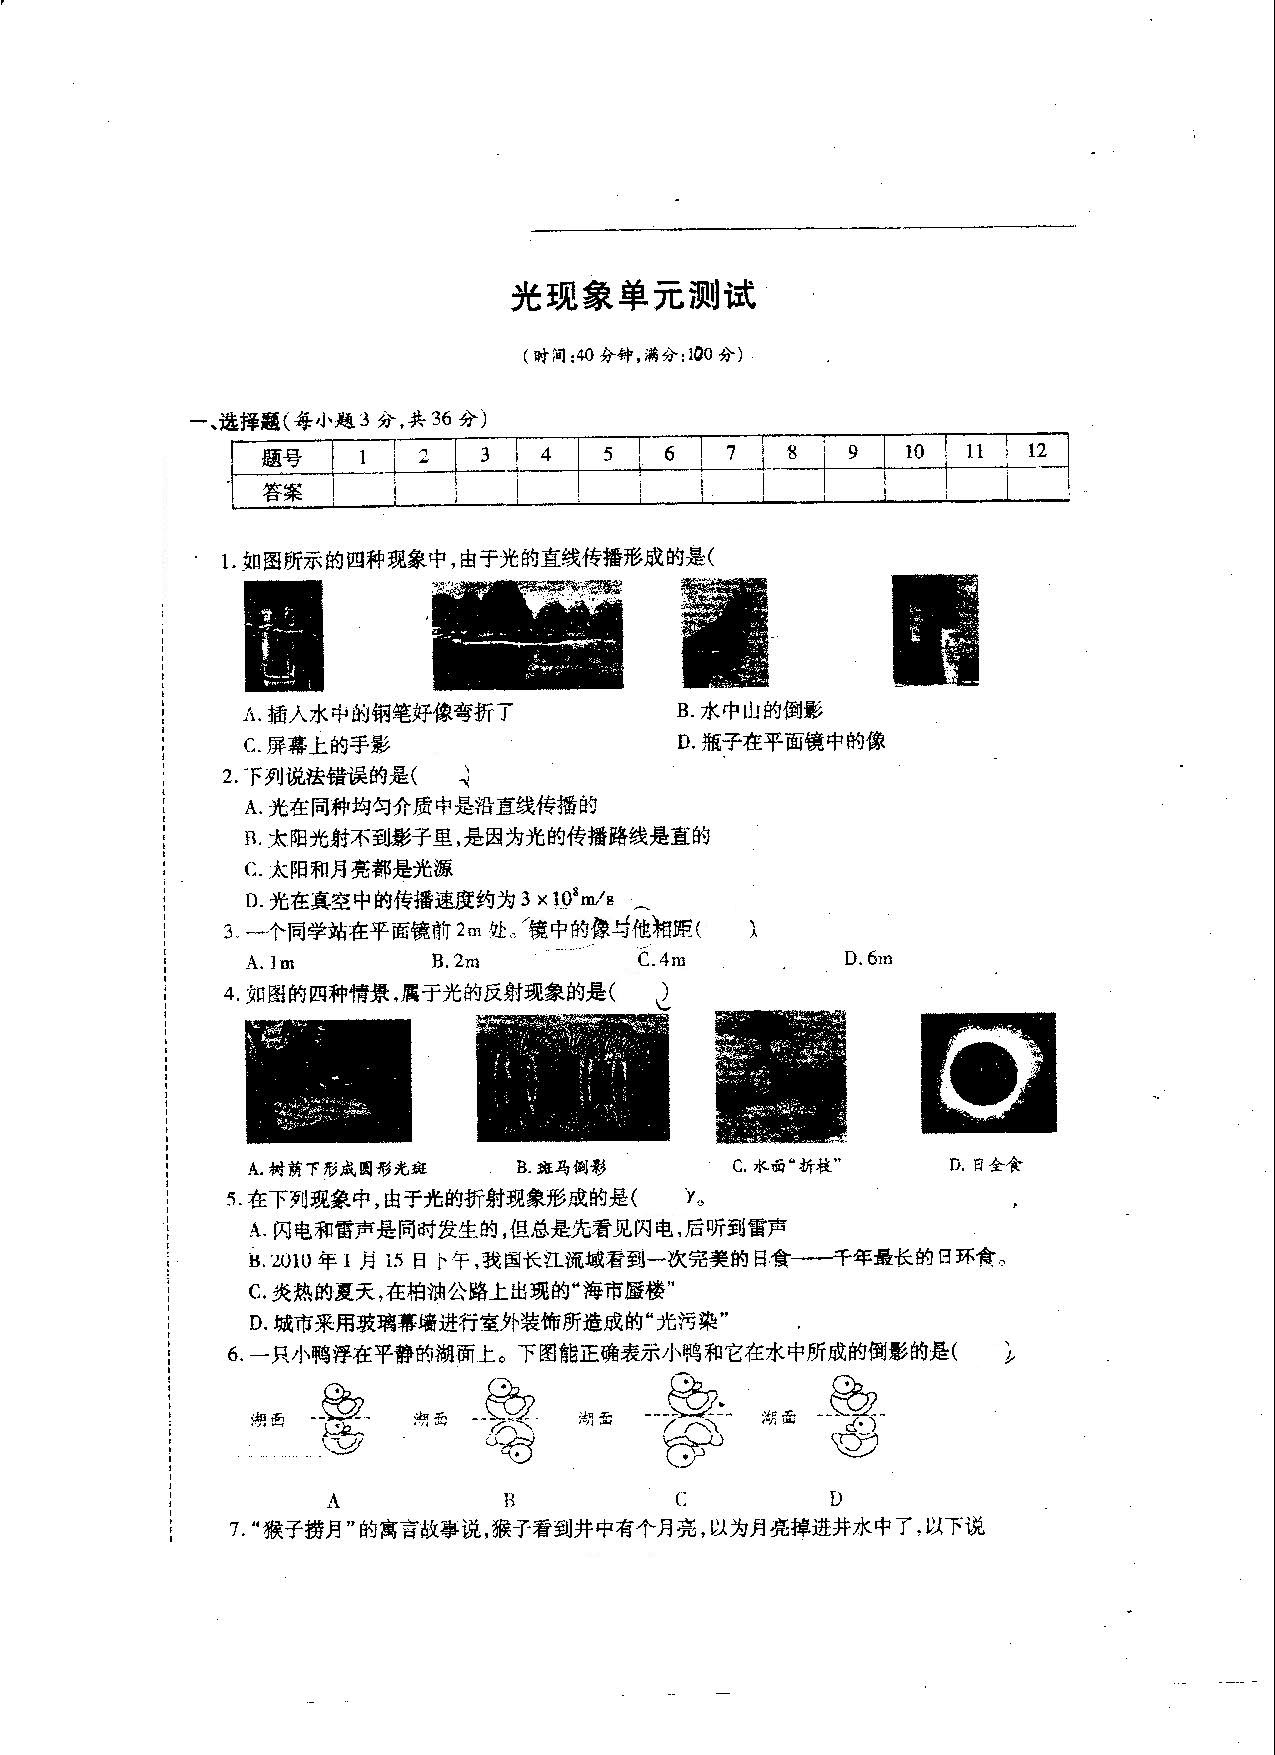 光现象单元测试
(时间:40分钟,满分:100分)
一、选择题(每小题3分,共36分)
题号 1 2 3 4 5 6 7 8 9 10 11 12
答案
1.如图所示的四种现象中,由于光的直线传播形成的是(
A.插入水中的钢笔好像弯折了 B.水中山的倒影
C.屏幕上的手影 D.瓶子在平面镜中的像
2.下列说法错误的是( )
A.光在同种均匀介质中是沿直线传播的
B.太阳光射不到影子里,是因为光的传播路线是直的
C.太阳和月亮都是光源
D.光在真空中的传播速度约为3×10⁸m/s
3.一个同学站在平面镜前2m处。镜中的像与他相距( )
A.1m B.2m C.4m D.6m
4.如图的四种情景,属于光的反射现象的是( )
A.树荫下形成圆形光斑 B.斑马倒影 C.水面“折枝” D.日全食
5.在下列现象中,由于光的折射现象形成的是( )。
A.闪电和雷声是同时发生的,但总是先看见闪电,后听到雷声
B.2010年1月15日下午,我国长江流域看到一次完美的日食——千年最长的日环食。
C.炎热的夏天,在柏油公路上出现的“海市蜃楼”
D.城市采用玻璃幕墙进行室外装饰所造成的“光污染”
6.一只小鸭浮在平静的湖面上。下图能正确表示小鸭和它在水中所成的倒影的是( )
湖面 湖面 湖面 湖面
A B C D
7.“猴子捞月”的寓言故事说,猴子看到井中有个月亮,以为月亮掉进井水中了,以下说